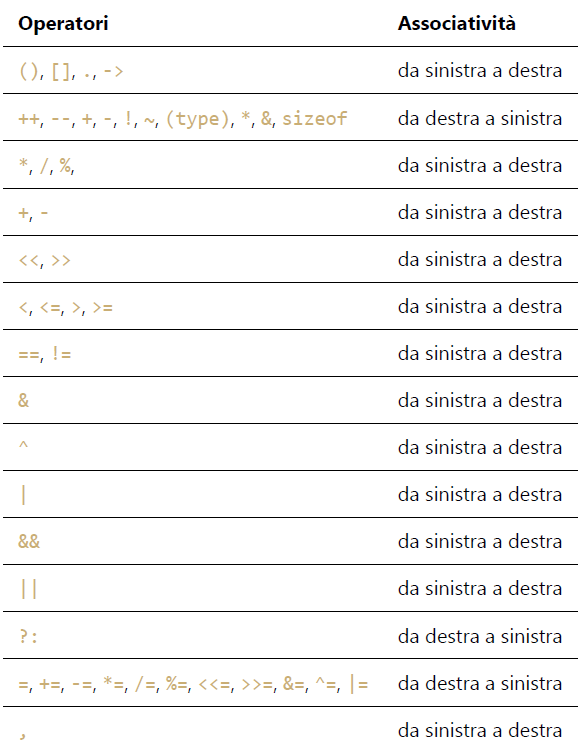 Operatori Associatività
(), [], ., -> da sinistra a destra
++, --, +, -, !, ~, (type), *, &, sizeof da destra a sinistra
*, /, %, da sinistra a destra
+, - da sinistra a destra
<<, >> da sinistra a destra
<, <=, >, >= da sinistra a destra
==, != da sinistra a destra
& da sinistra a destra
^ da sinistra a destra
| da sinistra a destra
&& da sinistra a destra
|| da sinistra a destra
?: da destra a sinistra
=, +=, -=, *=, /=, %=, <<=, >>=, &=, ^=, |= da destra a sinistra
, da sinistra a destra